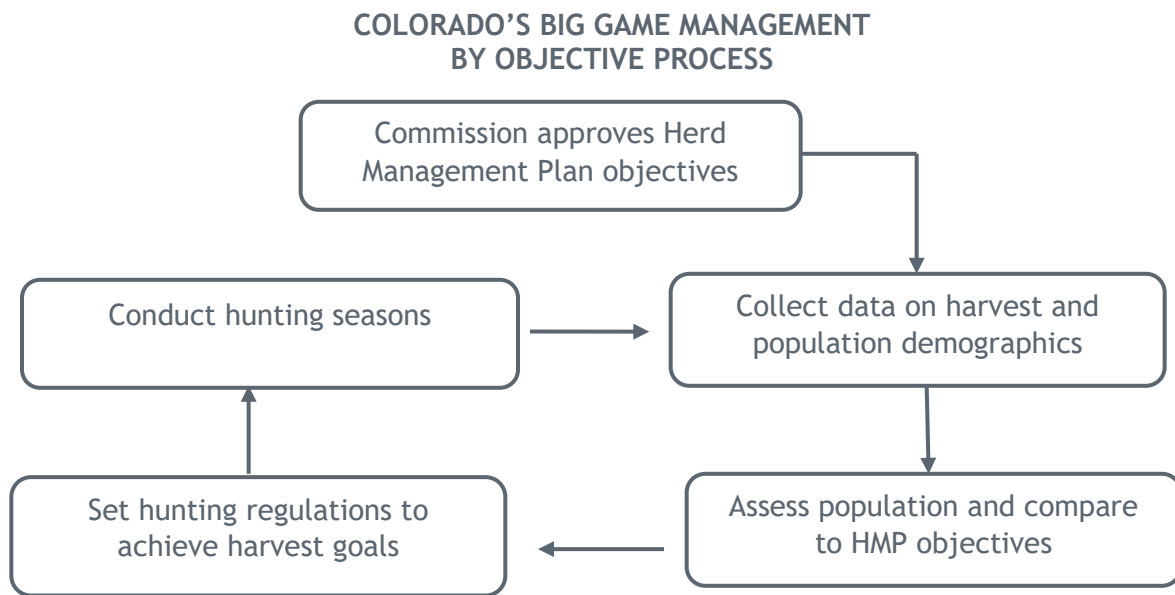 COLORADO’S BIG GAME MANAGEMENT
BY OBJECTIVE PROCESS
Commission approves Herd
Management Plan objectives
Conduct hunting seasons
Collect data on harvest and
population demographics
Set hunting regulations to
achieve harvest goals
Assess population and compare
to HMP objectives